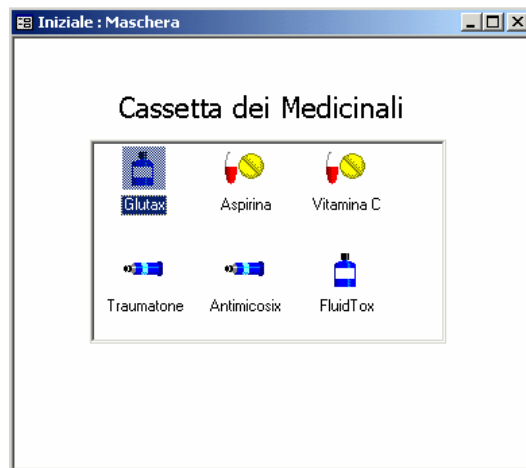 Iniziale : Maschera
Cassetta dei Medicinali
Glutax Aspirina Vitamina C
Traumatone Antimicosix FluidTox